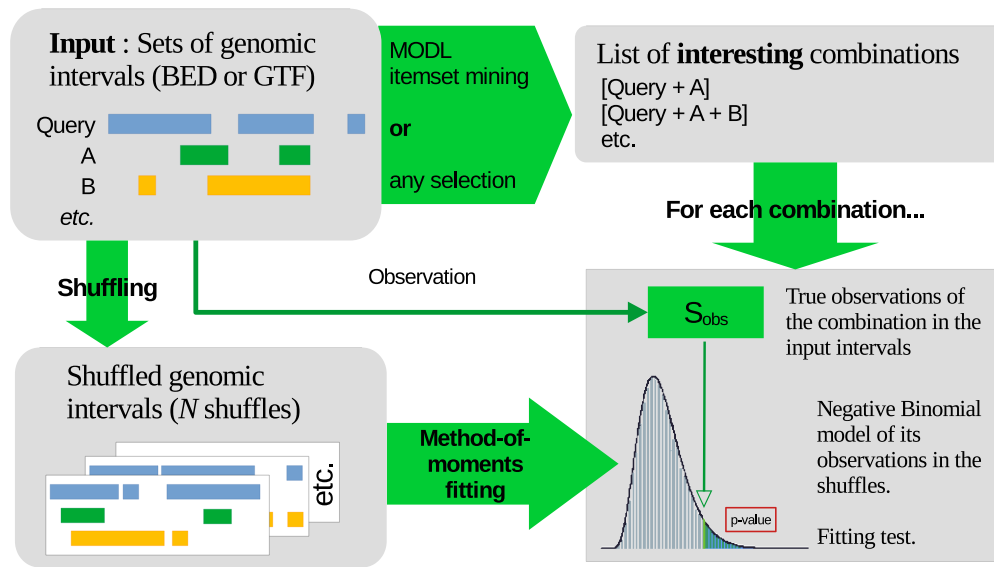 Input : Sets of genomic
intervals (BED or GTF)
Query
A
B
etc.
MODL
itemset mining
or
any selection
List of interesting combinations
[Query + A]
[Query + A + B]
etc.
For each combination...
Shuffling
Observation
Sobs
True observations of
the combination in the
input intervals
Shuffled genomic
intervals (N shuffles)
etc.
Method-of-
moments
fitting
Negative Binomial
model of its
observations in the
shuffles.
p-value
Fitting test.